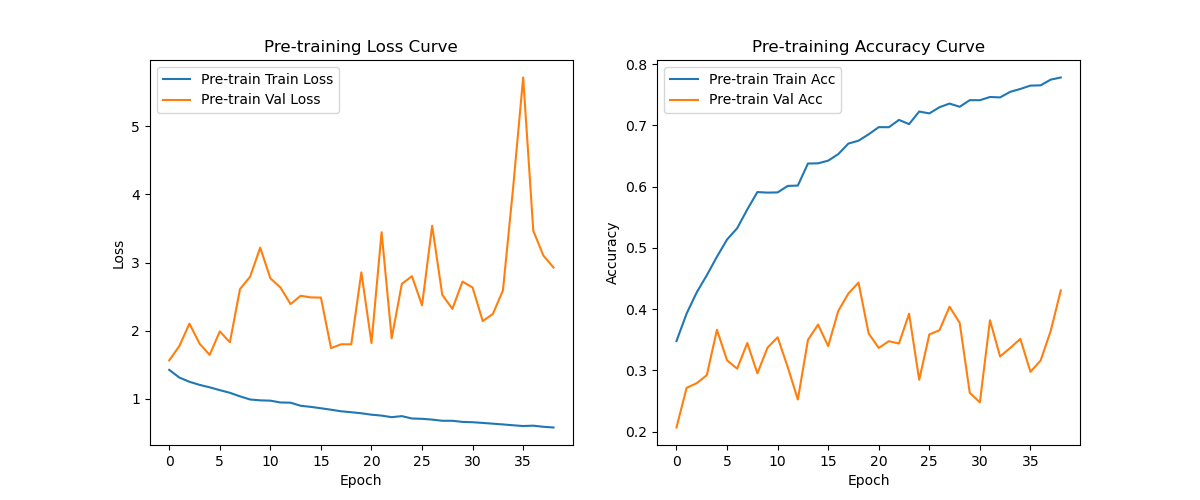 Pre-training Loss Curve
Pre-train Train Loss
Pre-train Val Loss
5
4
3
2
1
Loss
0 5 10 15 20 25 30 35
Epoch
Pre-training Accuracy Curve
Pre-train Train Acc
Pre-train Val Acc
0.8
0.7
0.6
0.5
0.4
0.3
0.2
Accuracy
0 5 10 15 20 25 30 35
Epoch